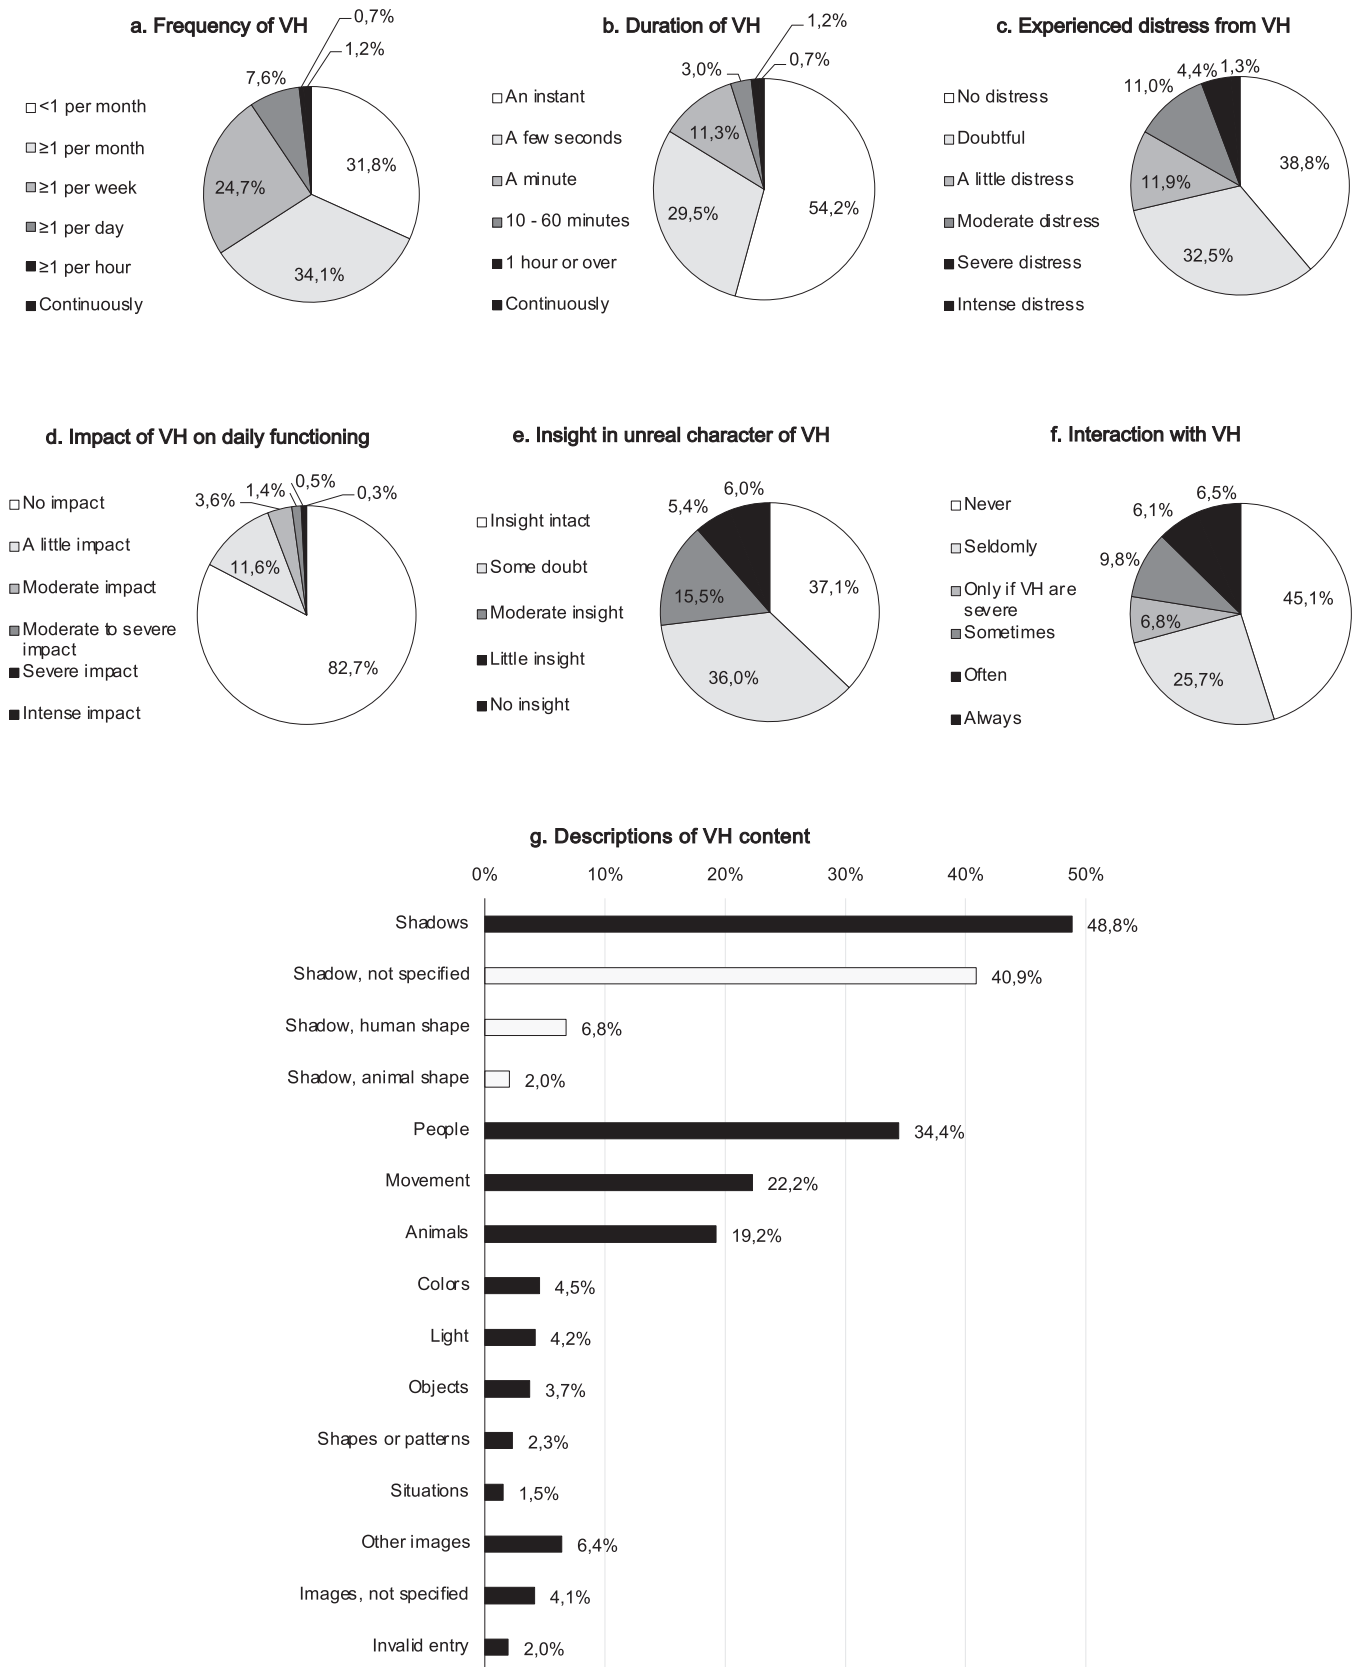 a. Frequency of VH
0,7%
1,2%
7,6%
<1 per month
≥1 per month
≥1 per week
≥1 per day
≥1 per hour
Continuously
31,8%
24,7%
34,1%
b. Duration of VH
1,2%
0,7%
3,0%
An instant
A few seconds
A minute
10 - 60 minutes
1 hour or over
Continuously
11,3%
29,5%
54,2%
c. Experienced distress from VH
4,4%
1,3%
11,0%
No distress
Doubtful
A little distress
Moderate distress
Severe distress
Intense distress
38,8%
11,9%
32,5%
d. Impact of VH on daily functioning
0,5%
1,4%
0,3%
3,6%
No impact
A little impact
Moderate impact
Moderate to severe
impact
Severe impact
Intense impact
11,6%
82,7%
e. Insight in unreal character of VH
6,0%
5,4%
Insight intact
Some doubt
Moderate insight
Little insight
No insight
37,1%
15,5%
36,0%
f. Interaction with VH
6,5%
6,1%
9,8%
Never
Seldomly
Only if VH are
severe
Sometimes
Often
Always
45,1%
6,8%
25,7%
g. Descriptions of VH content
0% 10% 20% 30% 40% 50%
Shadows 48,8%
Shadow, not specified 40,9%
Shadow, human shape 6,8%
Shadow, animal shape 2,0%
People 34,4%
Movement 22,2%
Animals 19,2%
Colors 4,5%
Light 4,2%
Objects 3,7%
Shapes or patterns 2,3%
Situations 1,5%
Other images 6,4%
Images, not specified 4,1%
Invalid entry 2,0%